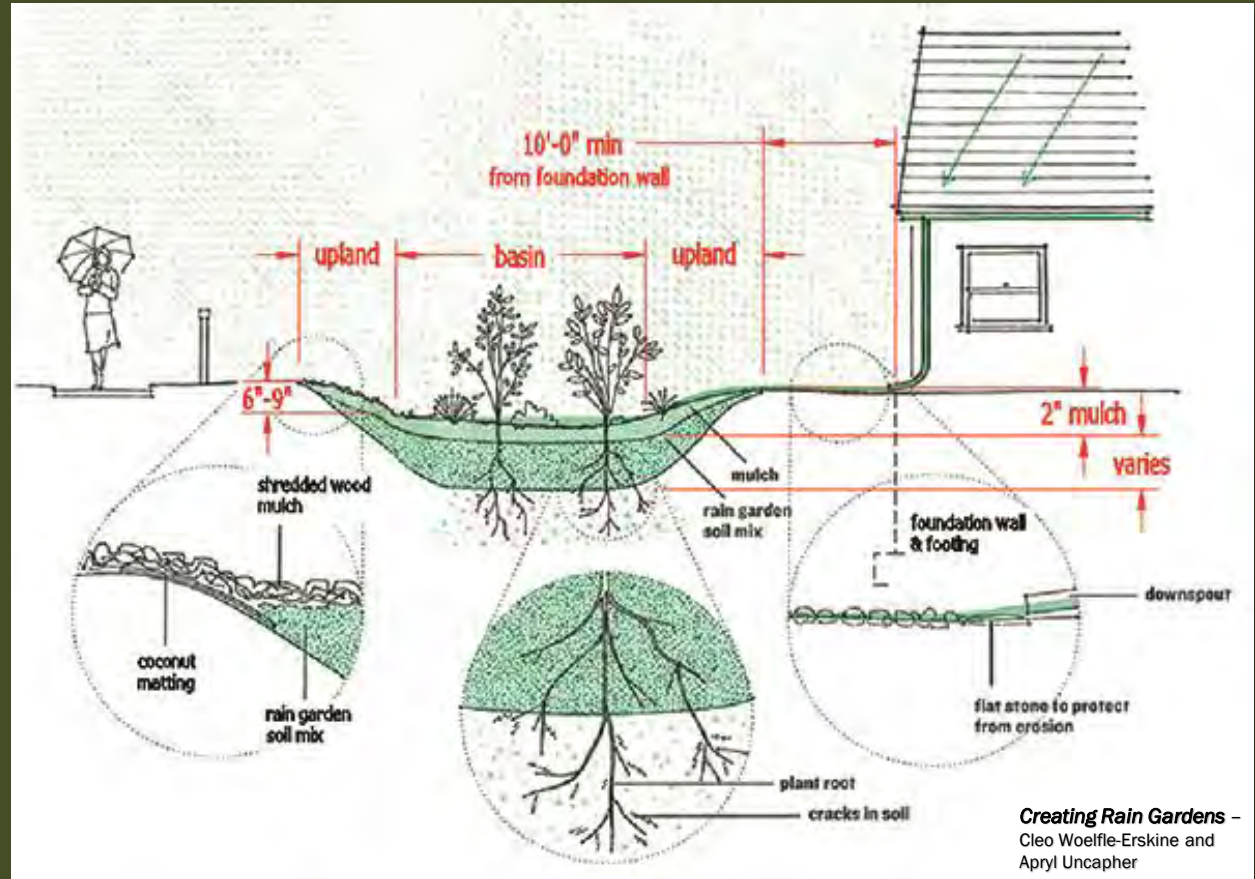 10'-0" min
from foundation wall
upland
basin
upland
6"-9"
2" mulch
varies
mulch
rain garden
soil mix
shredded wood
mulch
coconut
matting
rain garden
soil mix
foundation wall
& footing
downspout
flat stone to protect
from erosion
plant root
cracks in soil
Creating Rain Gardens –
Cleo Woelfle-Erskine and
Apryl Uncapher